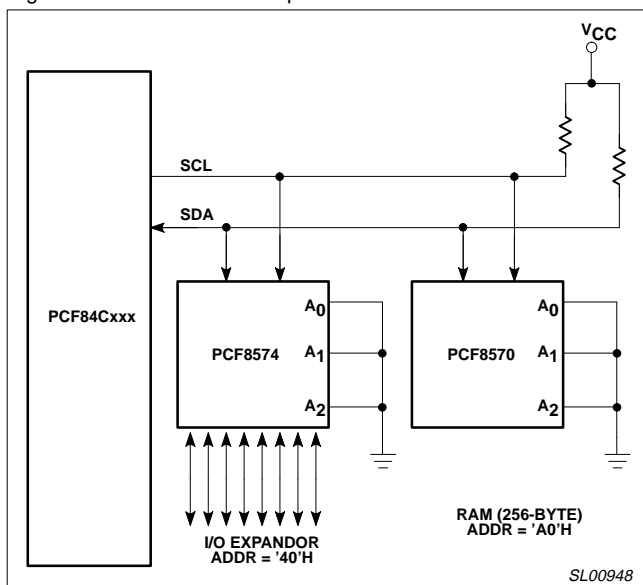 VCC
SCL
SDA
PCF84Cxxx
PCF8574
A0
A1
A2
PCF8570
A0
A1
A2
I/O EXPANDOR
ADDR = '40'H
RAM (256-BYTE)
ADDR = 'A0'H
SL00948